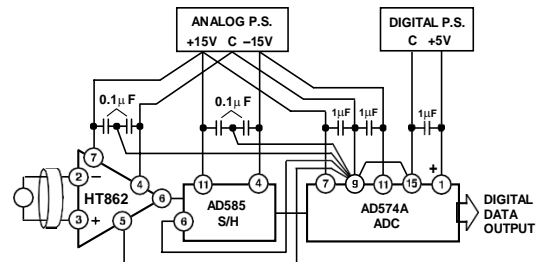 ANALOG P.S.
+15V C –15V
DIGITAL P.S.
C +5V
0.1µF
0.1µF
1µF
1µF
1µF
7
2
–
HT862
3
+
4
5
6
11
4
6
AD585
S/H
7
9
11
15
+
1
AD574A
ADC
DIGITAL
DATA
OUTPUT